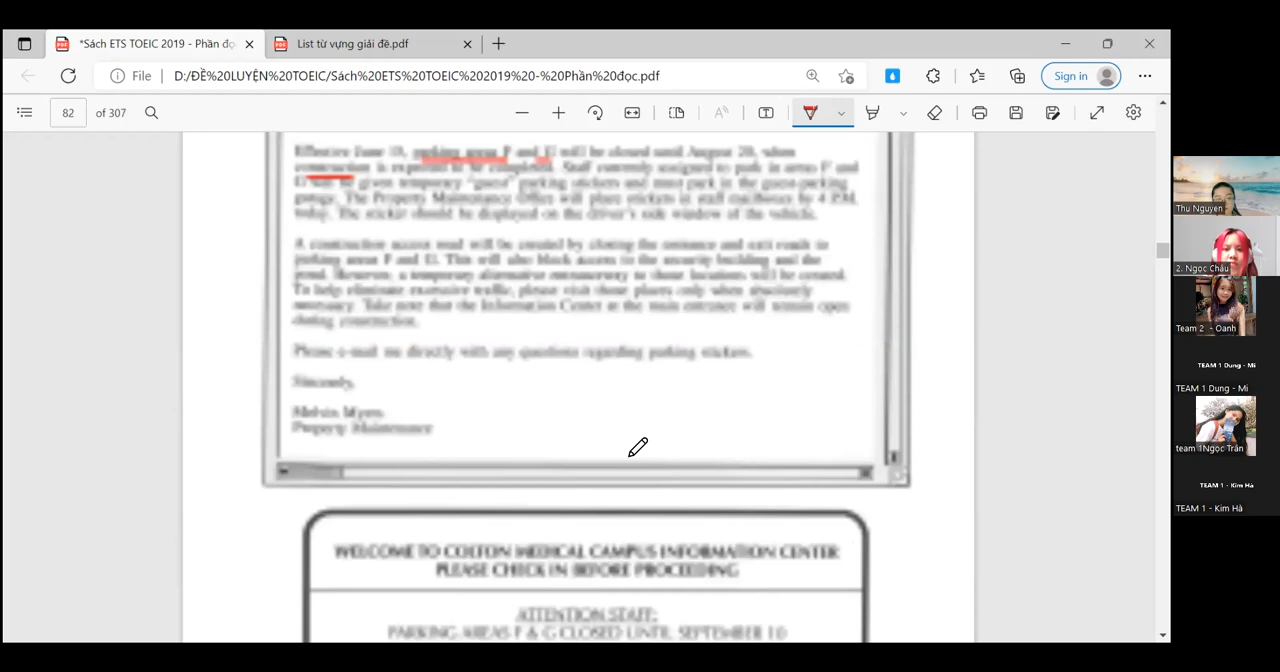 *Sách ETS TOEIC 2019 - Phần đọ
List từ vựng giải đề.pdf
File
D:/ĐỀ%20LUYỆN%20TOEIC/Sách%20ETS%20TOEIC%202019%20-%20Phần%20đọc.pdf
Sign in
82 of 307
Effective June 10, parking areas F and G will be closed until August 20, when
construction is expected to be completed. Staff currently assigned to park in areas F and
G will be given temporary "guest" parking stickers and must park in the guest-parking
garage. The Property Maintenance Office will place stickers in staff mailboxes by 4 P.M.
today. The sticker should be displayed on the driver's side window of the vehicle.
A construction access road will be created by closing the entrance and exit roads to
parking areas F and G. This will also block access to the security building and the
pond. However, a temporary alternative to those locations will be created.
To help eliminate excessive traffic, please visit those places only when absolutely
necessary. Take note that the Information Center at the main entrance will remain open
during construction.
Please e-mail me directly with any questions regarding parking stickers.
Sincerely,
Melvin Myers
Property Maintenance
WELCOME TO COLTON MEDICAL CAMPUS INFORMATION CENTER
PLEASE CHECK IN BEFORE PROCEEDING
ATTENTION STAFF:
PARKING AREAS F & G CLOSED UNTIL SEPTEMBER 10
Thu Nguyen
2. Ngọc Châu
Team 2 - Oanh
TEAM 1 Dung - Mi
TEAM 1 Dung - Mi
team 1Ngọc Trân
TEAM 1 - Kim Hà
TEAM 1 - Kim Hà